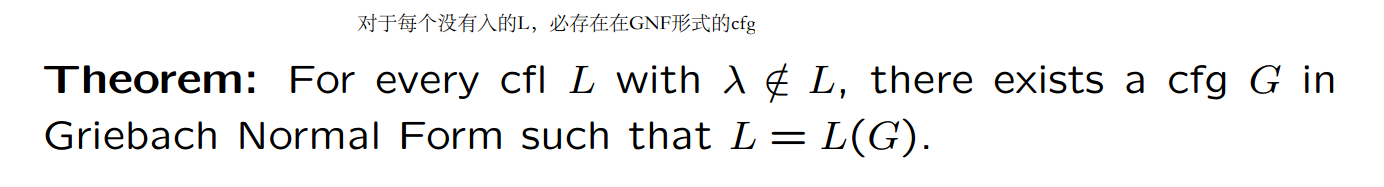 对于每个没有入的L，必存在在GNF形式的cfg
Theorem: For every cfl L with λ ∉ L, there exists a cfg G in
Griebach Normal Form such that L = L(G).